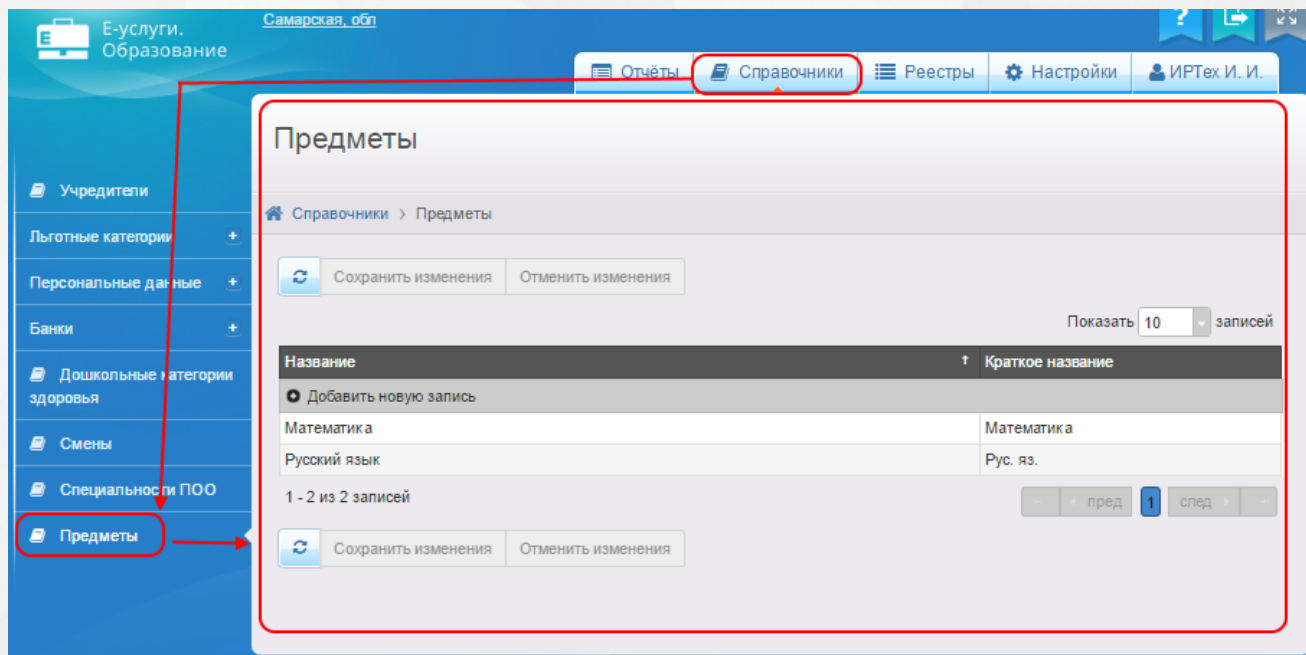 Е-услуги.
Образование
Самарская, обл
?
Отчёты
Справочники
Реестры
Настройки
ИРТех И. И.
Предметы
Учредители
Льготные категории
Персональные данные
Банки
Дошкольные категории
здоровья
Смены
Специальности ПОО
Предметы
Справочники > Предметы
Сохранить изменения Отменить изменения
Показать 10 записей
Название ↑ Краткое название
Добавить новую запись
Математика Математика
Русский язык Рус. яз.
1 - 2 из 2 записей
пред 1 след
Сохранить изменения Отменить изменения